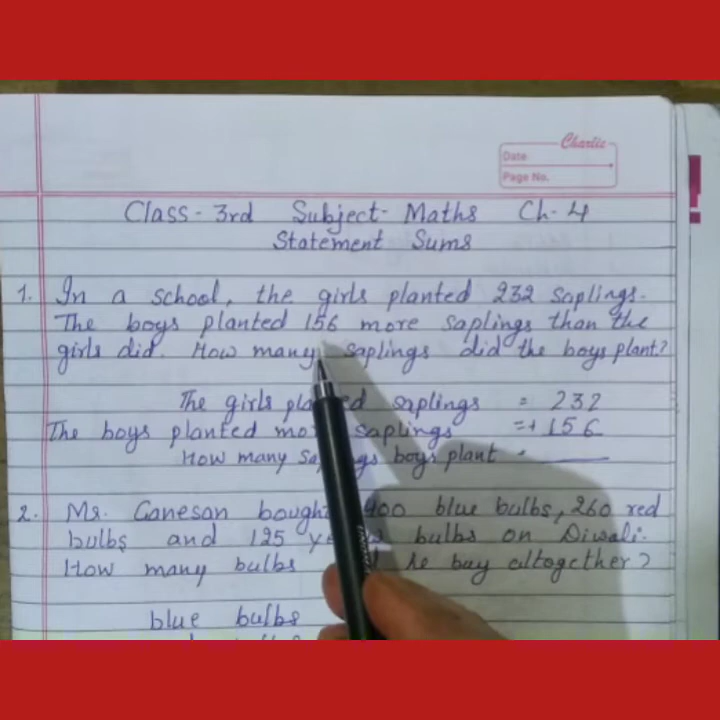 Charlie
Date
Page No.
Class - 3rd Subject - Maths Ch - 4
Statement Sums
1. In a school, the girls planted 232 saplings.
The boys planted 156 more saplings than the
girls did. How many saplings did the boys plant?
The girls saplings = 232
The boys planted saplings =+ 156
How many boys plant =
2. Mr. Ganesan bought 400 blue bulbs, 260 red
bulbs and 125 bulbs on Diwali.
How many bulbs he buy altogether?
blue bulbs